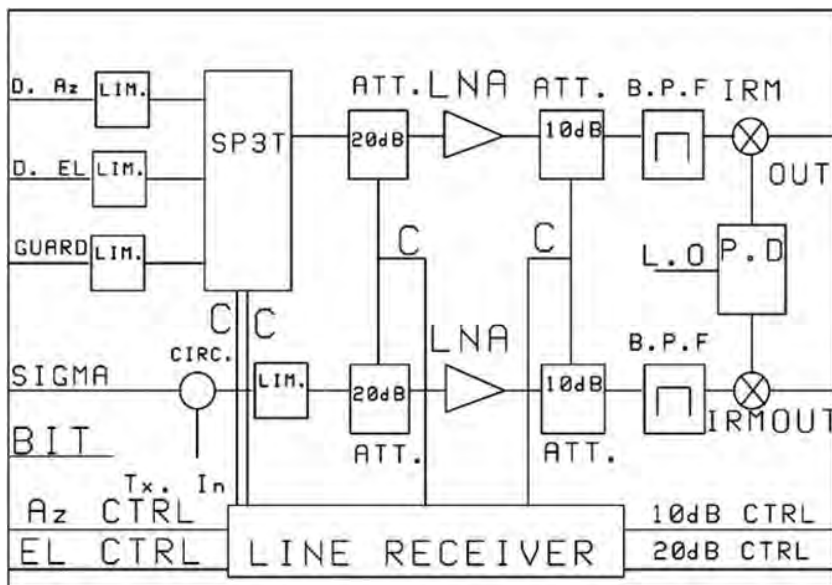 D. Az LIM.
D. EL LIM.
GUARD LIM.
SP3T
ATT. LNA ATT. B.P.F IRM
20dB 10dB
OUT
C C
L.O P.D
C C
LNA B.P.F
CIRC.
SIGMA LIM. 20dB 10dB
IRMOUT
BIT
ATT. ATT.
Tx. In
Az CTRL
EL CTRL
LINE RECEIVER
10dB CTRL
20dB CTRL